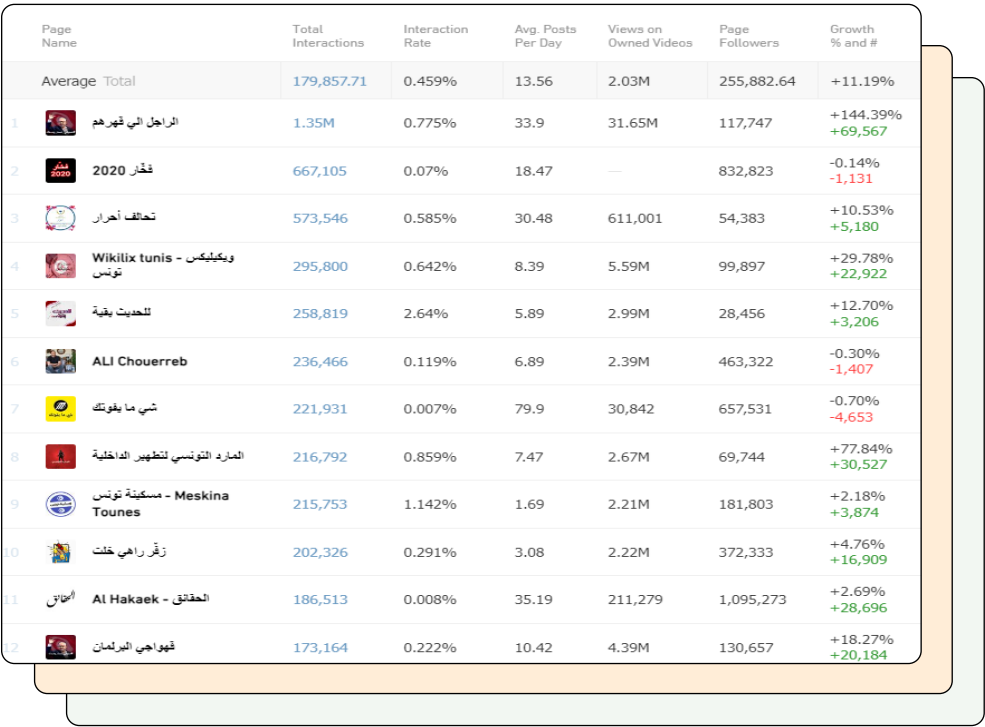 Page Name Total Interactions Interaction Rate Avg. Posts Per Day Views on Owned Videos Page Followers Growth % and #
Average Total 179,857.71 0.459% 13.56 2.03M 255,882.64 +11.19%
1 الراجل الي قهرهم 1.35M 0.775% 33.9 31.65M 117,747 +144.39% +69,567
2 فخّار 2020 667,105 0.07% 18.47 — 832,823 -0.14% -1,131
3 تحالف أحرار 573,546 0.585% 30.48 611,001 54,383 +10.53% +5,180
4 Wikilix tunis - ويكيليكس تونس 295,800 0.642% 8.39 5.59M 99,897 +29.78% +22,922
5 للحديث بقية 258,819 2.64% 5.89 2.99M 28,456 +12.70% +3,206
6 ALI Chouerreb 236,466 0.119% 6.89 2.39M 463,322 -0.30% -1,407
7 شي ما يفوتك 221,931 0.007% 79.9 30,842 657,531 -0.70% -4,653
8 المارد التونسي لتطهير الداخلية 216,792 0.859% 7.47 2.67M 69,744 +77.84% +30,527
9 مسكينة تونس - Meskina Tounes 215,753 1.142% 1.69 2.21M 181,803 +2.18% +3,874
10 زقّر راهي خلت 202,326 0.291% 3.08 2.22M 372,333 +4.76% +16,909
11 Al Hakaek - الحقائق 186,513 0.008% 35.19 211,279 1,095,273 +2.69% +28,696
12 قهواجي البرلمان 173,164 0.222% 10.42 4.39M 130,657 +18.27% +20,184